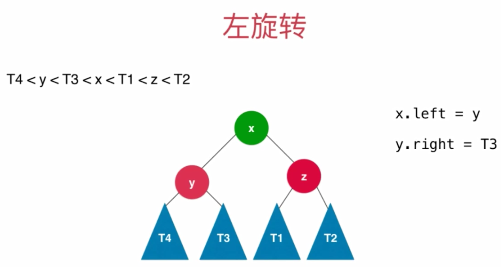 左旋转
T4 < y < T3 < x < T1 < z < T2
x.left = y
y.right = T3
x
y
z
T4
T3
T1
T2